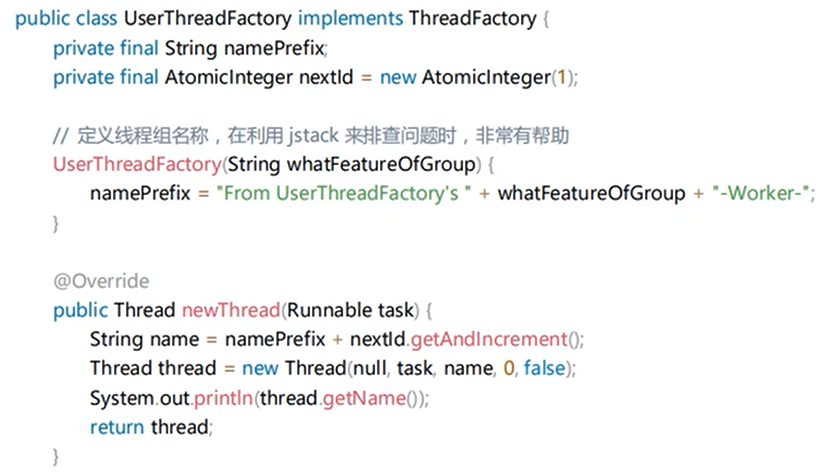 public class UserThreadFactory implements ThreadFactory {
private final String namePrefix;
private final AtomicInteger nextId = new AtomicInteger(1);
// 定义线程组名称，在利用 jstack 来排查问题时，非常有帮助
UserThreadFactory(String whatFeatureOfGroup) {
namePrefix = "From UserThreadFactory's " + whatFeatureOfGroup + "-Worker-";
}
@Override
public Thread newThread(Runnable task) {
String name = namePrefix + nextId.getAndIncrement();
Thread thread = new Thread(null, task, name, 0, false);
System.out.println(thread.getName());
return thread;
}